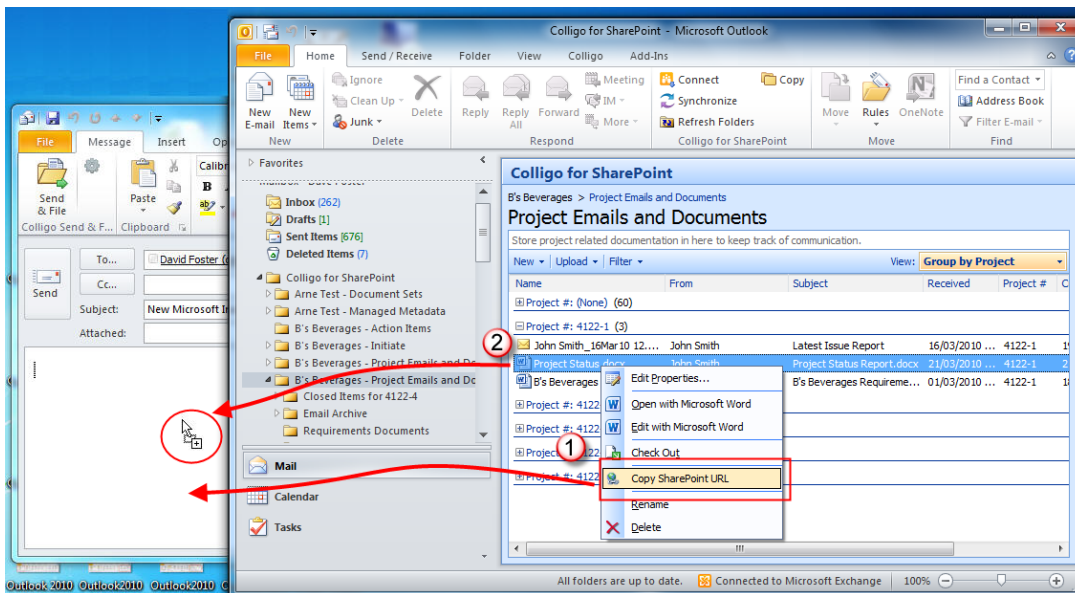 Colligo for SharePoint - Microsoft Outlook
File Home Send / Receive Folder View Colligo Add-Ins
New E-mail
New Items
Ignore
Clean Up
Junk
Delete
Reply
Reply All
Forward
Meeting
IM
More
Connect
Synchronize
Refresh Folders
Copy
Move
Rules
OneNote
Find a Contact
Address Book
Filter E-mail
New Delete Respond Colligo for SharePoint Move Find
File Message Insert
Send & File
Paste
B
Clipboard
To... David Foster
Send
Cc...
Subject: New Microsoft
Attached:
Favorites
Inbox (262)
Drafts [1]
Sent Items [676]
Deleted Items (7)
Colligo for SharePoint
Arne Test - Document Sets
Arne Test - Managed Metadata
B's Beverages - Action Items
B's Beverages - Initiate
B's Beverages - Project Emails and
B's Beverages - Project Emails and
Closed Items for 4122-4
Email Archive
Requirements Documents
Mail
Calendar
Tasks
Colligo for SharePoint
B's Beverages > Project Emails and Documents
Project Emails and Documents
Store project related documentation in here to keep track of communication.
New Upload Filter View: Group by Project
Name From Subject Received Project #
Project #: (None) (60)
Project #: 4122-1 (3)
2
John Smith_16Mar10 12.... John Smith Latest Issue Report 16/03/2010 ... 4122-1
Project Status.docx John Smith Project Status Report.docx 21/03/2010 ... 4122-1
B's Beverages B's Beverages Requireme... 01/03/2010 ... 4122-1
Project #: 4122
Project #: 4122
Project #: 4122
Project #: 4122
Edit Properties...
Open with Microsoft Word
Edit with Microsoft Word
1
Check Out
Copy SharePoint URL
Rename
Delete
All folders are up to date. Connected to Microsoft Exchange 100%
Outlook 2010 Outlook2010 Outlook2010